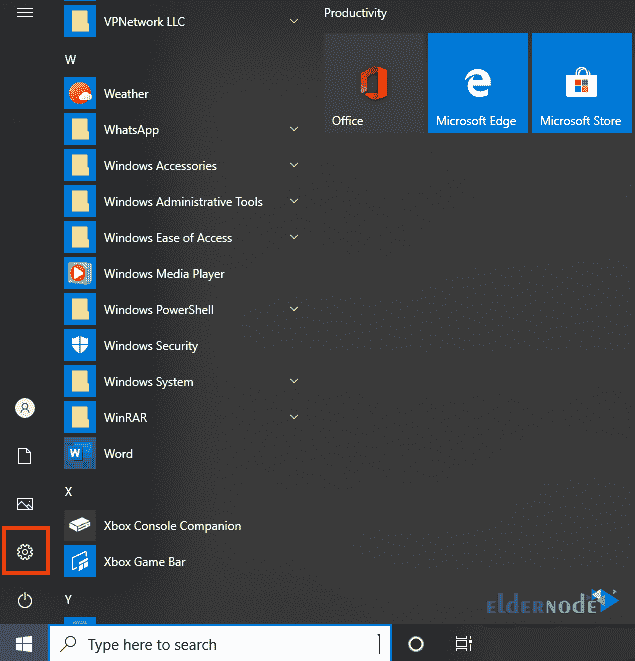 VPNetwork LLC
W
Weather
WhatsApp
Windows Accessories
Windows Administrative Tools
Windows Ease of Access
Windows Media Player
Windows PowerShell
Windows Security
Windows System
WinRAR
W
Word
X
Xbox Console Companion
Xbox Game Bar
Y
Productivity
Office
Microsoft Edge
Microsoft Store
ELDERNODE
Type here to search